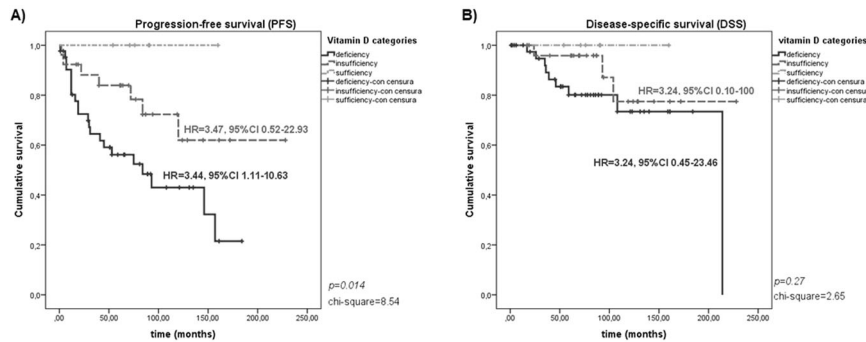 A)
Progression-free survival (PFS)
Vitamin D categories
deficiency
insufficiency
sufficiency
deficiency-con censura
insufficiency-con censura
sufficiency-con censura
Cumulative survival
1,0
0,8
0,6
0,4
0,2
0,0
HR=3.47, 95%CI 0.52-22.93
HR=3.44, 95%CI 1.11-10.63
p=0.014
chi-square=8.54
,00 50,00 100,00 150,00 200,00 250,00
time (months)
B)
Disease-specific survival (DSS)
Vitamin D categories
deficiency
insufficiency
sufficiency
deficiency-con censura
insufficiency-con censura
sufficiency-con censura
Cumulative survival
1,0
0,8
0,6
0,4
0,2
0,0
HR=3.24, 95%CI 0.10-100
HR=3.24, 95%CI 0.45-23.46
p=0.27
chi-square=2.65
,00 50,00 100,00 150,00 200,00 250,00
time (months)